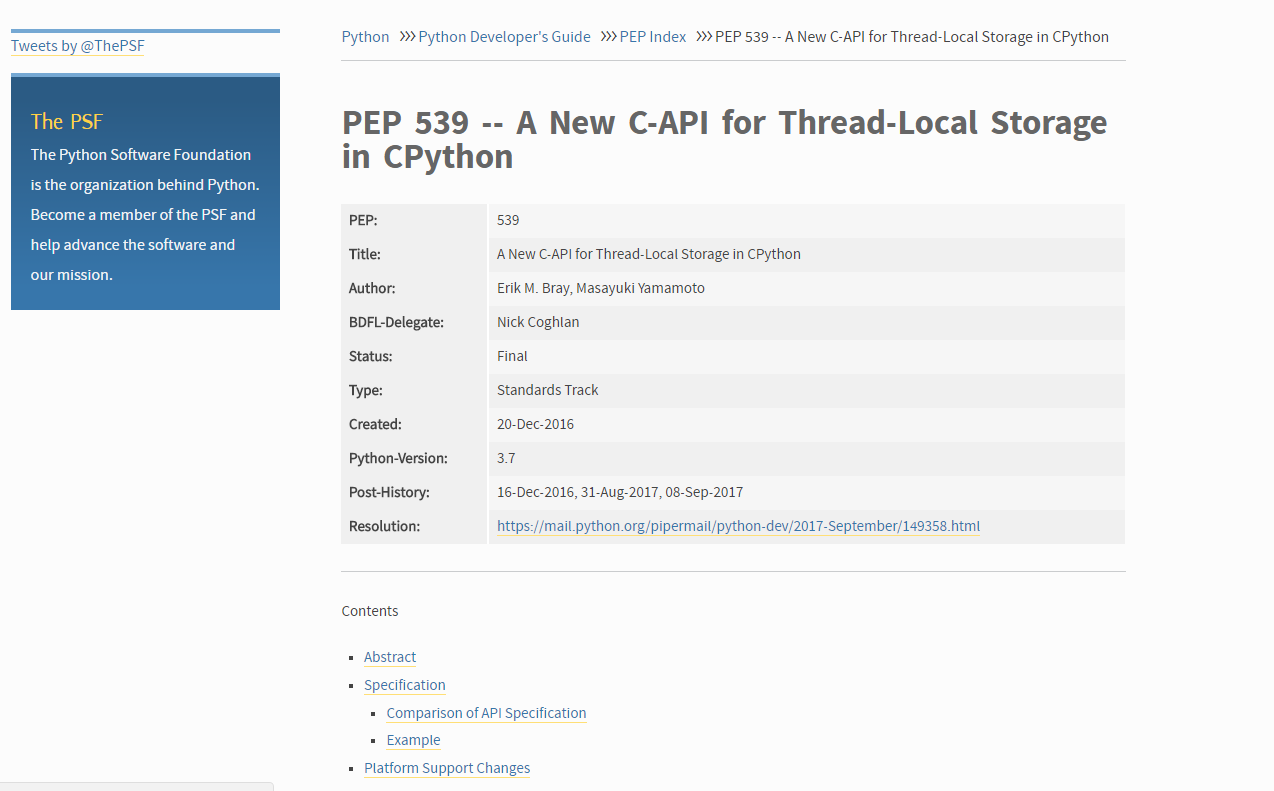 Tweets by @ThePSF
The PSF
The Python Software Foundation
is the organization behind Python.
Become a member of the PSF and
help advance the software and
our mission.
Python >>> Python Developer's Guide >>> PEP Index >>> PEP 539 -- A New C-API for Thread-Local Storage in CPython
PEP 539 -- A New C-API for Thread-Local Storage
in CPython
PEP: 539
Title: A New C-API for Thread-Local Storage in CPython
Author: Erik M. Bray, Masayuki Yamamoto
BDFL-Delegate: Nick Coghlan
Status: Final
Type: Standards Track
Created: 20-Dec-2016
Python-Version: 3.7
Post-History: 16-Dec-2016, 31-Aug-2017, 08-Sep-2017
Resolution: https://mail.python.org/pipermail/python-dev/2017-September/149358.html
Contents
Abstract
Specification
Comparison of API Specification
Example
Platform Support Changes